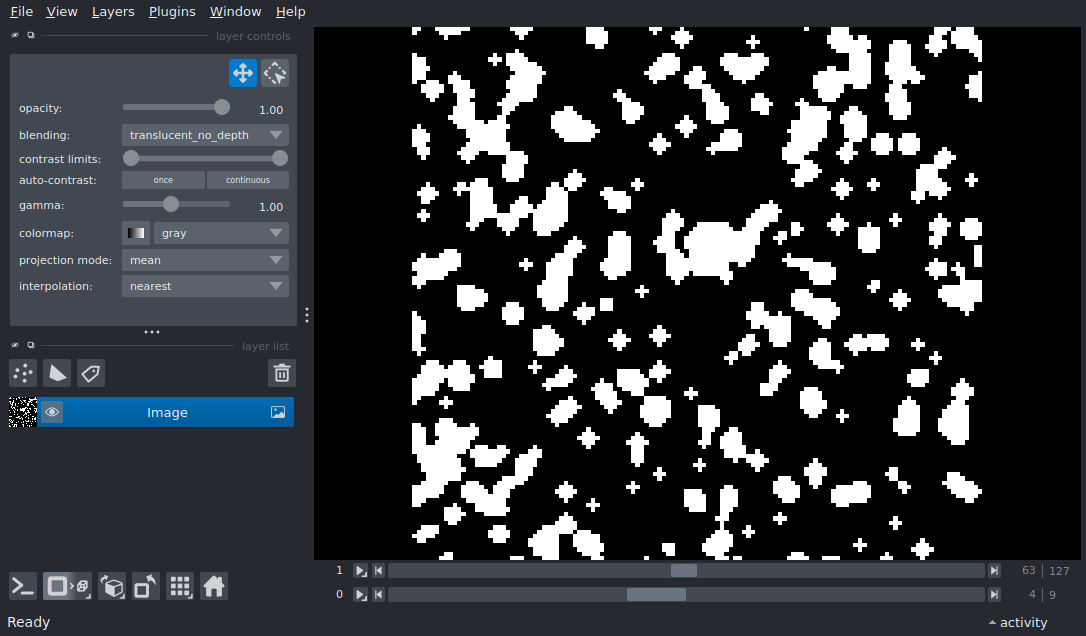 File View Layers Plugins Window Help
layer controls
opacity: 1.00
blending: translucent_no_depth
contrast limits:
auto-contrast: once continuous
gamma: 1.00
colormap: gray
projection mode: mean
interpolation: nearest
layer list
Image
1 63 127
0 4 9
Ready activity